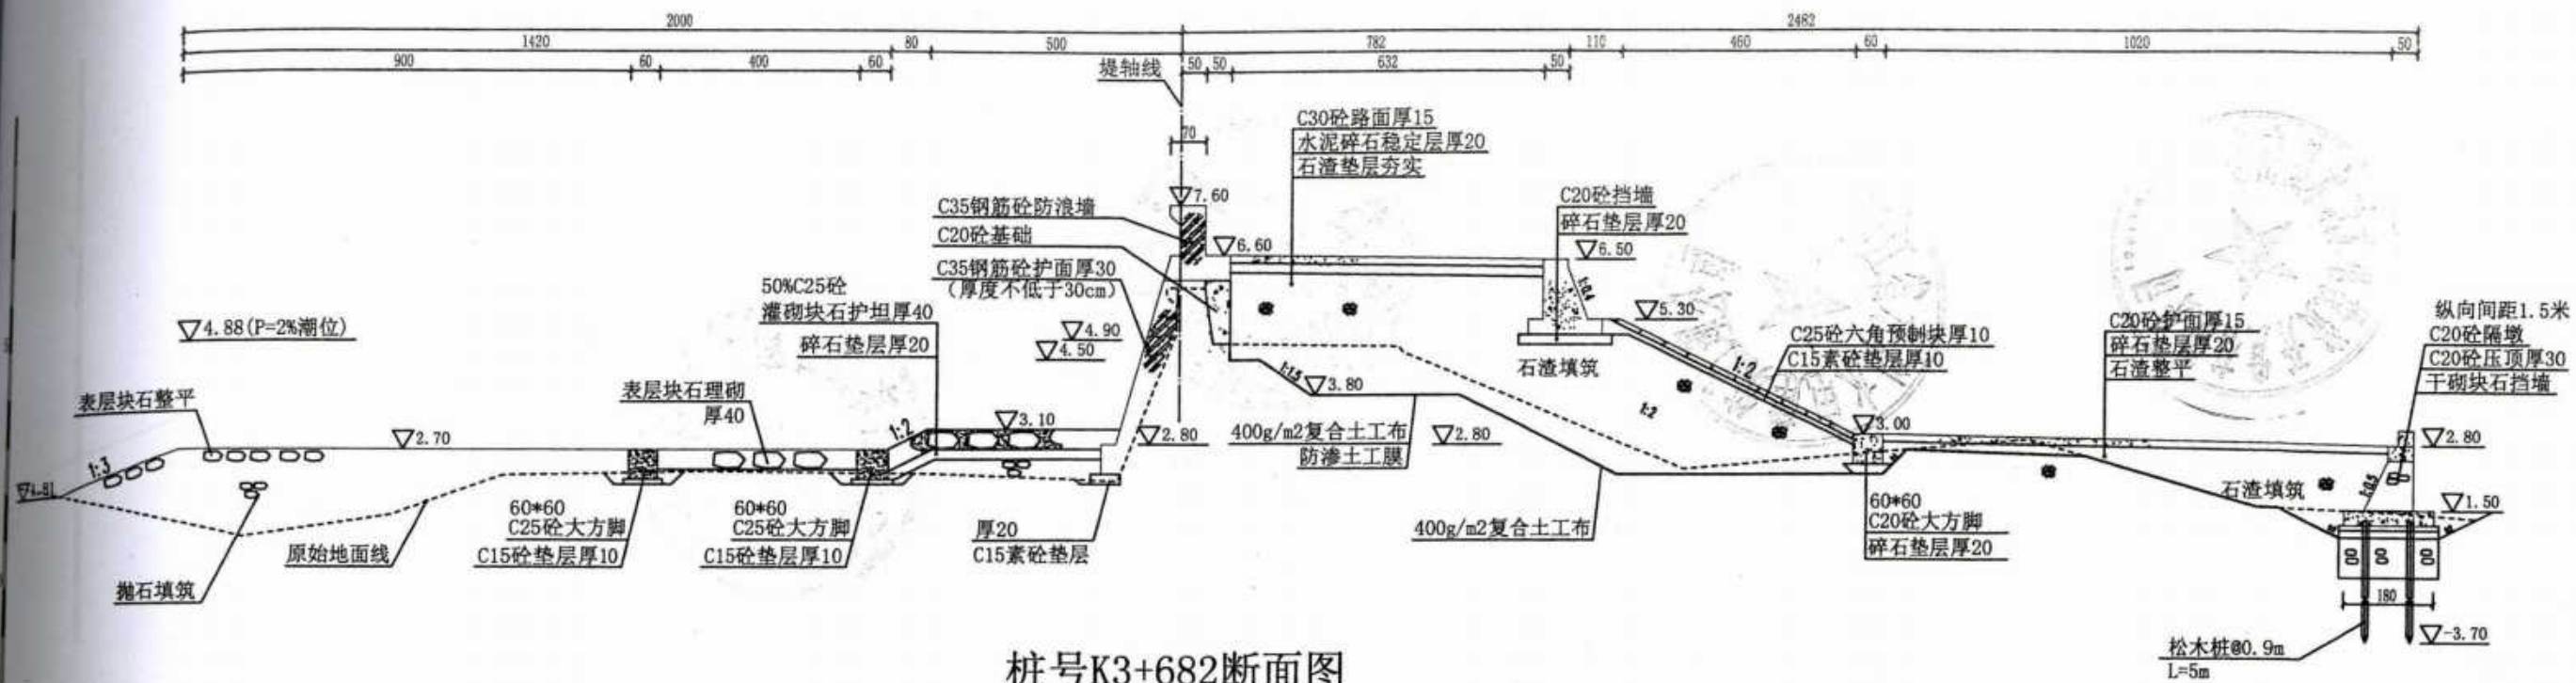 2000
2482
1420
80
500
782
110
460
60
1020
50
900
60
400
60
50
50
632
50
堤轴线
70
C30砼路面厚15
水泥碎石稳定层厚20
石渣垫层夯实
7.60
C35钢筋砼防浪墙
C20砼基础
C35钢筋砼护面厚30
(厚度不低于30cm)
6.60
C20砼挡墙
碎石垫层厚20
6.50
1:0.4
5.30
50%C25砼
灌砌块石护坦厚40
碎石垫层厚20
4.90
4.50
4.88(P=2%潮位)
表层块石整平
表层块石理砌
厚40
2.70
1:3
1:2
3.10
2.80
1:1.5
3.80
400g/m2复合土工布
防渗土工膜
2.80
石渣填筑
1:2
1:2
C25砼六角预制块厚10
C15素砼垫层厚10
3.00
C20砼护面厚15
碎石垫层厚20
石渣整平
纵向间距1.5米
C20砼隔墩
C20砼压顶厚30
干砌块石挡墙
2.80
石渣填筑
1:0.5
1.50
60*60
C25砼大方脚
C15砼垫层厚10
60*60
C25砼大方脚
C15砼垫层厚10
厚20
C15素砼垫层
400g/m2复合土工布
60*60
C20砼大方脚
碎石垫层厚20
原始地面线
抛石填筑
180
-3.70
松木桩@0.9m
L=5m
桩号K3+682断面图